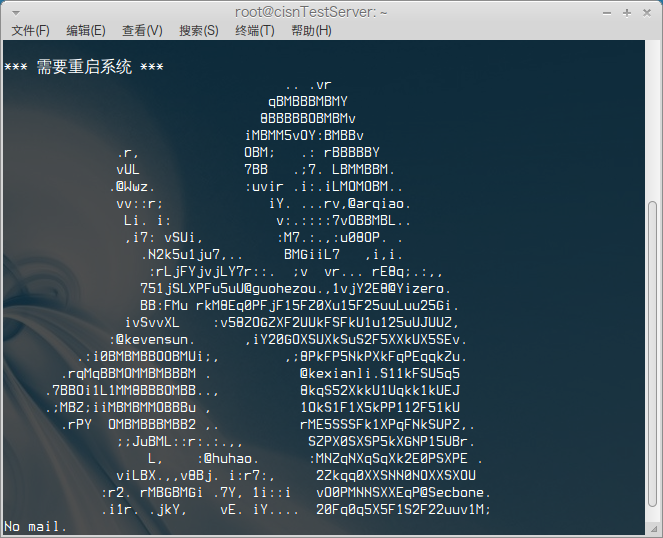 root@cisnTestServer: ~
文件(F) 编辑(E) 查看(V) 搜索(S) 终端(T) 帮助(H)
*** 需要重启系统 ***
.. .vr
qBMBBBMBMY
8BBBBBOBMBMv
iMBMM5vOY:BMBBv
.r, OBM; .: rBBBBBY
vUL 7BB .;7. LBMMBBM.
.@Wwz. :uvir .i:.iLMOMOBM..
vv::r; iY. ...rv,@arqiao.
Li. i: v:.::::7vOBBMBL..
,i7: vSUi, :M7.:.,:u08OP. .
.N2k5u1ju7,.. BMGiiL7 ,i,i.
:rLjFYjvjLY7r::. ;v vr... rE8q;.:,,
751jSLXPFu5uU@guohezou.,1vjY2E8@Yizero.
BB:FMu rkM8Eq0PFjF15FZ0Xu15F25uuLuu25Gi.
ivSvvXL :v58ZOGZXF2UUkFSFkU1u125uUJUUZ,
:@kevensun. ,iY20GOXSUXkSuS2F5XXkUX5SEv.
.:i0BMBMBBOOBMUi;, ,;8PkFP5NkPXkFqPEqqkZu.
.rqMqBBMOMMBMBBBM . @kexianli.S11kFSU5q5
.7BBOi1L1MM8BBBOMBB.., 8kqS52XkkU1Uqkk1kUEJ
.;MBZ;iiMBMBMMOBBBu , 1OkS1F1X5kPP112F51kU
.rPY OMBMBBBMBB2 ,. rME5SSSFk1XPqFNkSUPZ,.
;;JuBML::r:.:.,, SZPX0SXSP5kXGNP15UBr.
L, :@huhao. :MNZqNXqSqXk2E0PSXPE .
viLBX.,,v8Bj. i:r7:, 2Zkqq0XXSNN0NOXXSXOU
:r2. rMBGBMGi .7Y, 1i::i vO0PMNNSXXEqP@Secbone.
.i1r. .jkY, vE. iY.... 20Fq0q5X5F1S2F22uuv1M;
No mail.